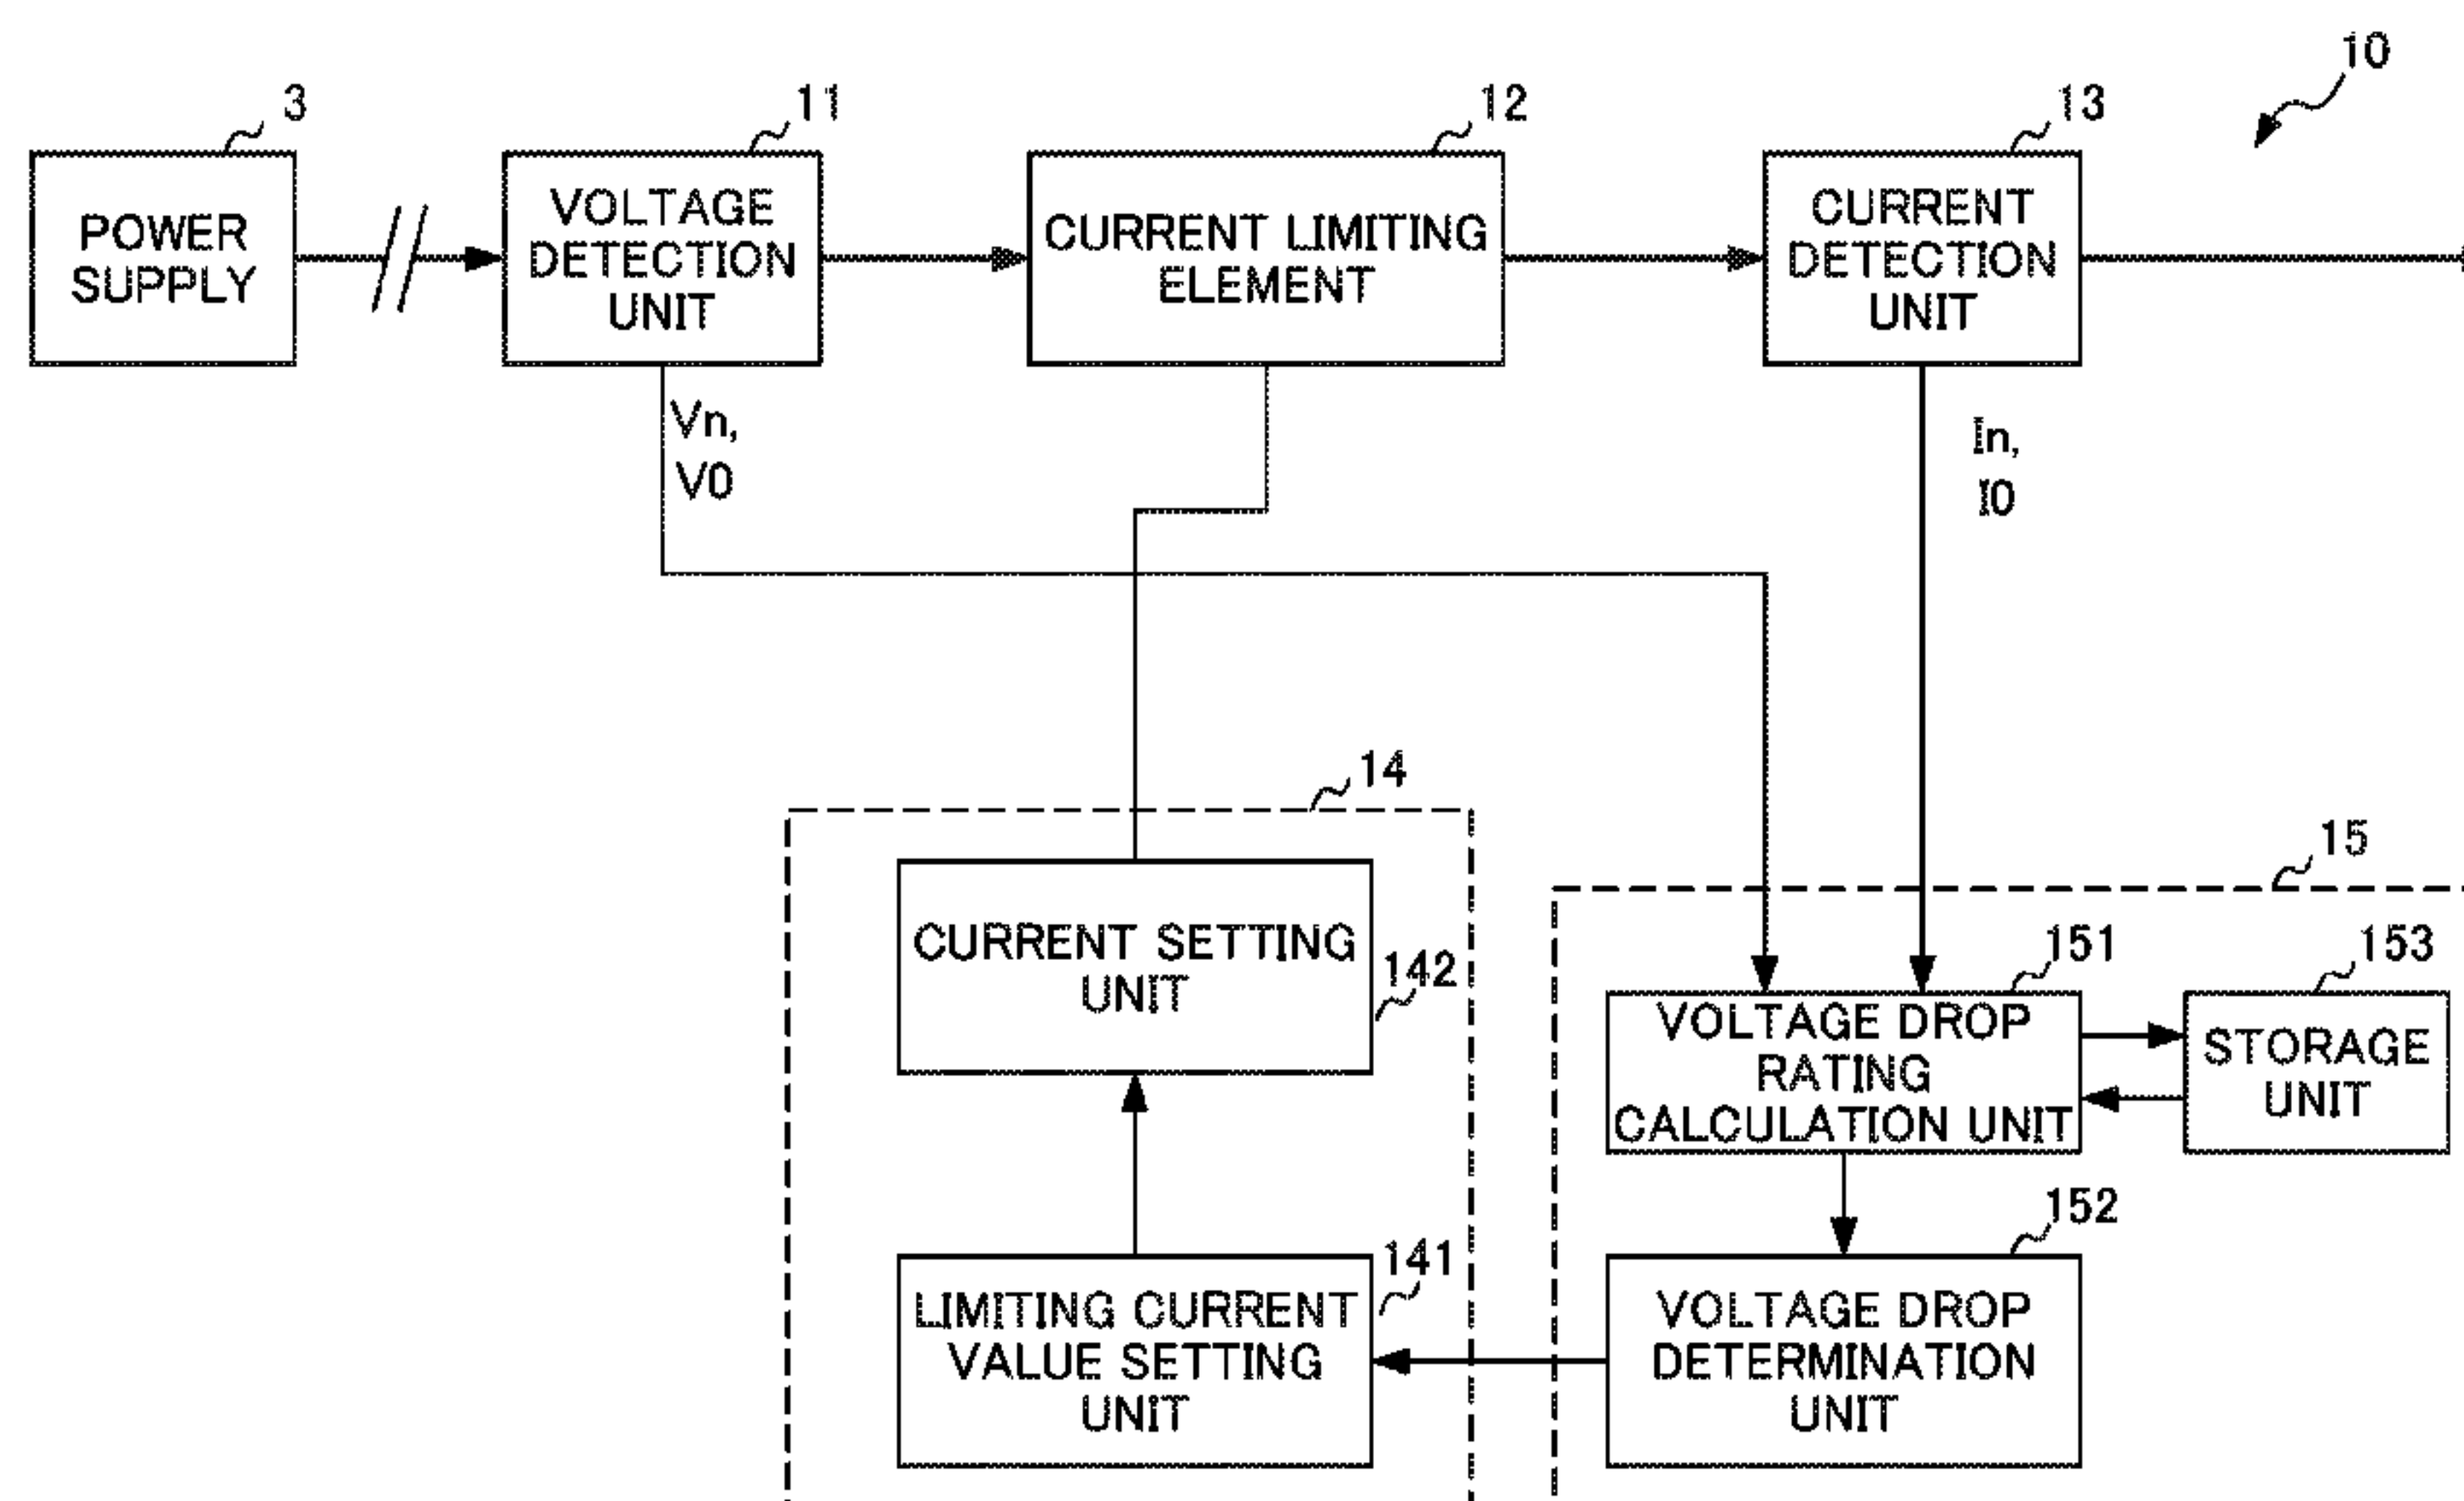 10
3
11
12
13
POWER
SUPPLY
VOLTAGE
DETECTION
UNIT
CURRENT LIMITING
ELEMENT
CURRENT
DETECTION
UNIT
Vn,
V0
In,
I0
14
15
CURRENT SETTING
UNIT
142
151
153
VOLTAGE DROP
RATING
CALCULATION UNIT
STORAGE
UNIT
152
141
LIMITING CURRENT
VALUE SETTING
UNIT
VOLTAGE DROP
DETERMINATION
UNIT